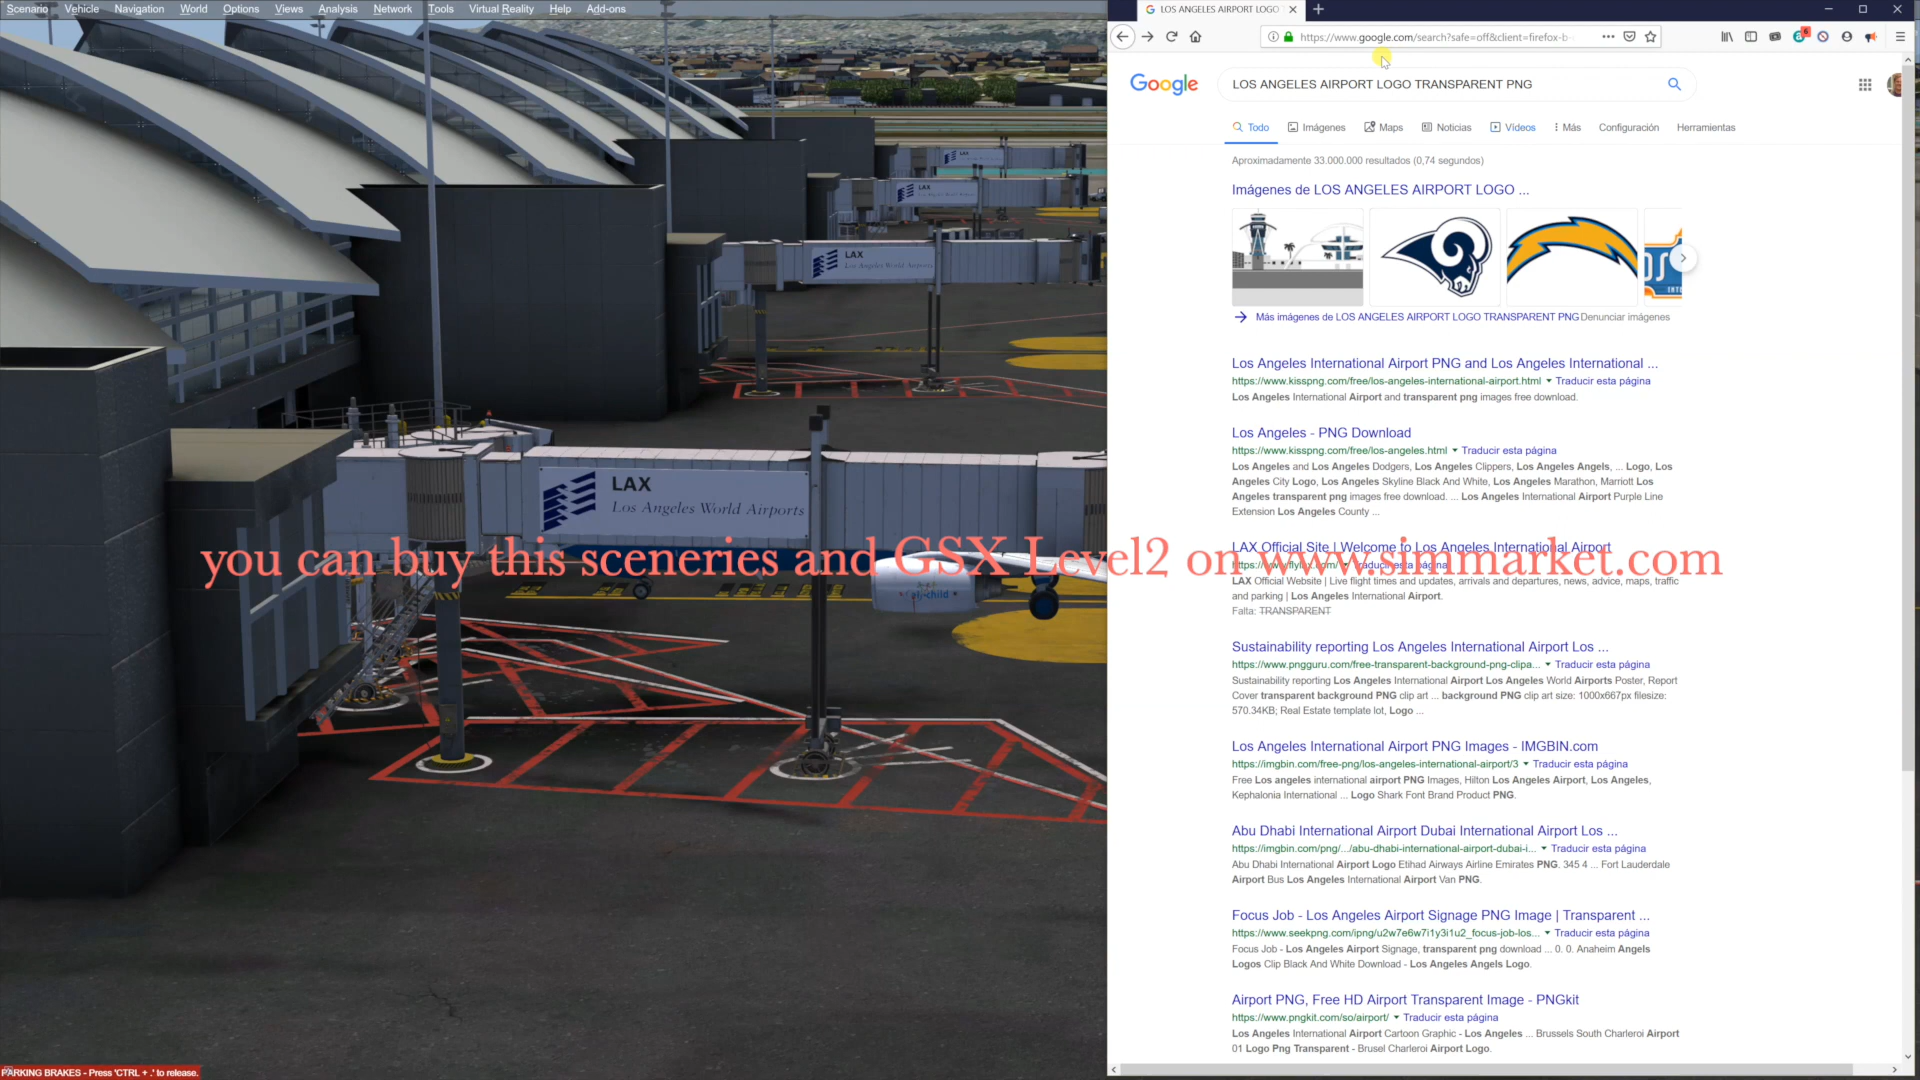 Scenario Vehicle Navigation World Options Views Analysis Network Tools Virtual Reality Help Add-ons
LAX
LAX
LAX
Los Angeles World Airports
LAX
Los Angeles World Airports
you can buy this sceneries and GSX Level2 on www.simmarket.com
PARKING BRAKES - Press 'CTRL + .' to release.
LOS ANGELES AIRPORT LOGO
https://www.google.com/search?safe=off&client=firefox-b-
Google
LOS ANGELES AIRPORT LOGO TRANSPARENT PNG
Todo Imágenes Maps Noticias Vídeos Más Configuración Herramientas
Aproximadamente 33.000.000 resultados (0,74 segundos)
Imágenes de LOS ANGELES AIRPORT LOGO ...
Más imágenes de LOS ANGELES AIRPORT LOGO TRANSPARENT PNG Denunciar imágenes
Los Angeles International Airport PNG and Los Angeles International ...
https://www.kisspng.com/free/los-angeles-international-airport.html Traducir esta página
Los Angeles International Airport and transparent png images free download.
Los Angeles - PNG Download
https://www.kisspng.com/free/los-angeles.html Traducir esta página
Los Angeles and Los Angeles Dodgers, Los Angeles Clippers, Los Angeles Angels, ... Logo, Los
Angeles City Logo, Los Angeles Skyline Black And White, Los Angeles Marathon, Marriott Los
Angeles transparent png images free download. ... Los Angeles International Airport Purple Line
Extension Los Angeles County ...
LAX Official Site | Welcome to Los Angeles International Airport
Traducir esta página
LAX Official Website | Live flight times and updates, arrivals and departures, news, advice, maps, traffic
and parking | Los Angeles International Airport.
Falta: TRANSPARENT
Sustainability reporting Los Angeles International Airport Los ...
https://www.pngguru.com/free-transparent-background-png-clipa... Traducir esta página
Sustainability reporting Los Angeles International Airport Los Angeles World Airports Poster, Report
Cover transparent background PNG clip art ... background PNG clip art size: 1000x667px filesize:
570.34KB; Real Estate template lot, Logo ...
Los Angeles International Airport PNG Images - IMGBIN.com
https://imgbin.com/free-png/los-angeles-international-airport/3 Traducir esta página
Free Los angeles international airport PNG Images, Hilton Los Angeles Airport, Los Angeles,
Kephalonia International ... Logo Shark Font Brand Product PNG.
Abu Dhabi International Airport Dubai International Airport Los ...
https://imgbin.com/png/.../abu-dhabi-international-airport-dubai-i... Traducir esta página
Abu Dhabi International Airport Logo Etihad Airways Airline Emirates PNG. 345 4 ... Fort Lauderdale
Airport Bus Los Angeles International Airport Van PNG.
Focus Job - Los Angeles Airport Signage PNG Image | Transparent ...
https://www.seekpng.com/ipng/u2w7e6w7i1y3i1u2_focus-job-los... Traducir esta página
Focus Job - Los Angeles Airport Signage, transparent png download ... 0. 0. Anaheim Angels
Logos Clip Black And White Download - Los Angeles Angels Logo.
Airport PNG, Free HD Airport Transparent Image - PNGkit
https://www.pngkit.com/so/airport/ Traducir esta página
Los Angeles International Airport Cartoon Graphic - Los Angeles ... Brussels South Charleroi Airport
01 Logo Png Transparent - Brusel Charleroi Airport Logo.